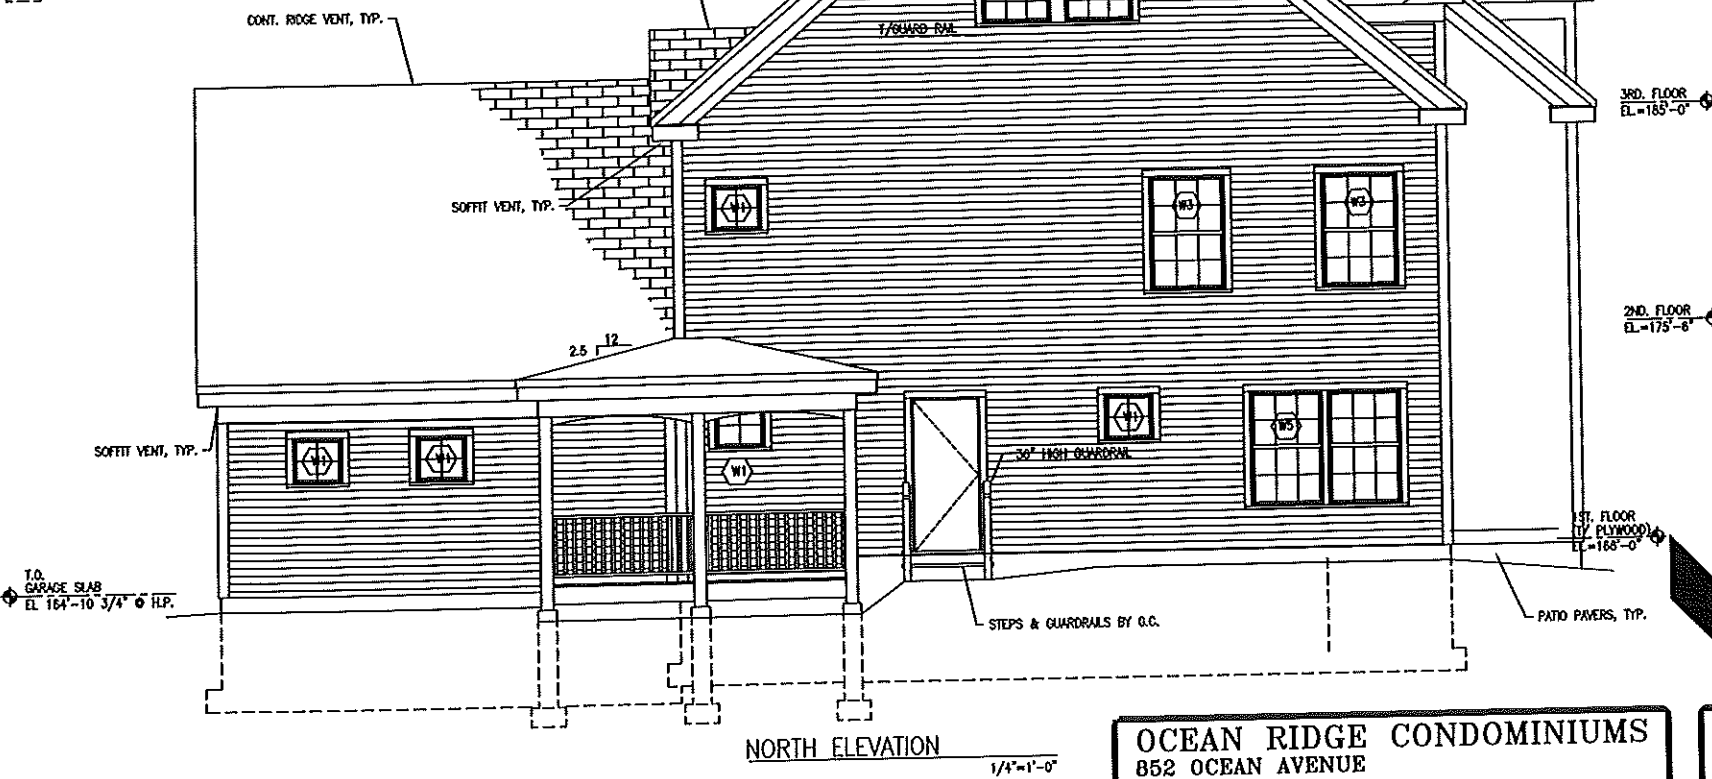 CONT. RIDGE VENT, TYP.
T/GUARD RAIL
3RD. FLOOR
EL.=185'-0"
SOFFIT VENT, TYP.
W1
W3
W3
2ND. FLOOR
EL.=175'-6"
2.5
12
SOFFIT VENT, TYP.
W1
W1
W1
W1
W5
36" HIGH GUARDRAIL
1ST. FLOOR
(T/ PLYWOOD)
EL.=166'-0"
T.O.
GARAGE SLAB
EL 164'-10 3/4" @ H.P.
STEPS & GUARDRAILS BY G.C.
PATIO PAVERS, TYP.
NORTH ELEVATION
1/4"=1'-0"
OCEAN RIDGE CONDOMINIUMS
852 OCEAN AVENUE